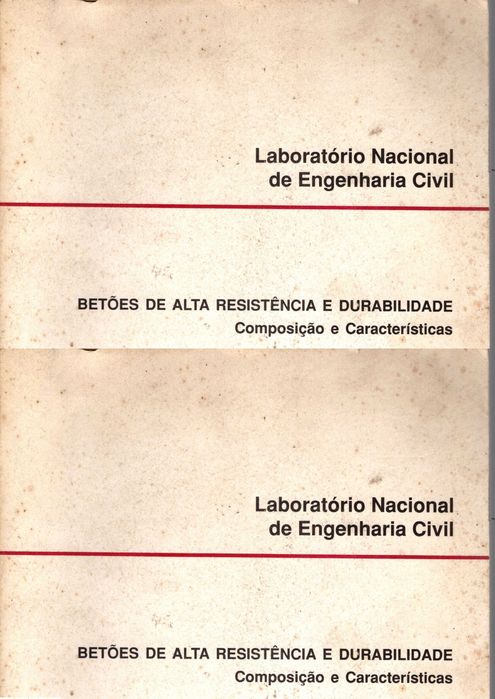 Laboratório Nacional
de Engenharia Civil
BETÕES DE ALTA RESISTÊNCIA E DURABILIDADE
Composição e Características
Laboratório Nacional
de Engenharia Civil
BETÕES DE ALTA RESISTÊNCIA E DURABILIDADE
Composição e Características